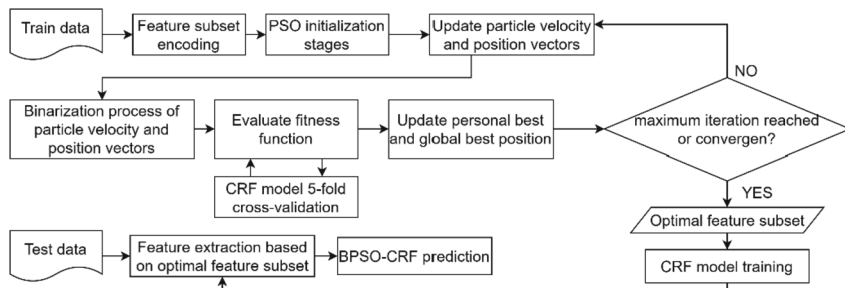 Train data
Feature subset
encoding
PSO initialization
stages
Update particle velocity
and position vectors
NO
Binarization process of
particle velocity and
position vectors
Evaluate fitness
function
Update personal best
and global best position
maximum iteration reached
or convergen?
CRF model 5-fold
cross-validation
YES
Optimal feature subset
Test data
Feature extraction based
on optimal feature subset
BPSO-CRF prediction
CRF model training